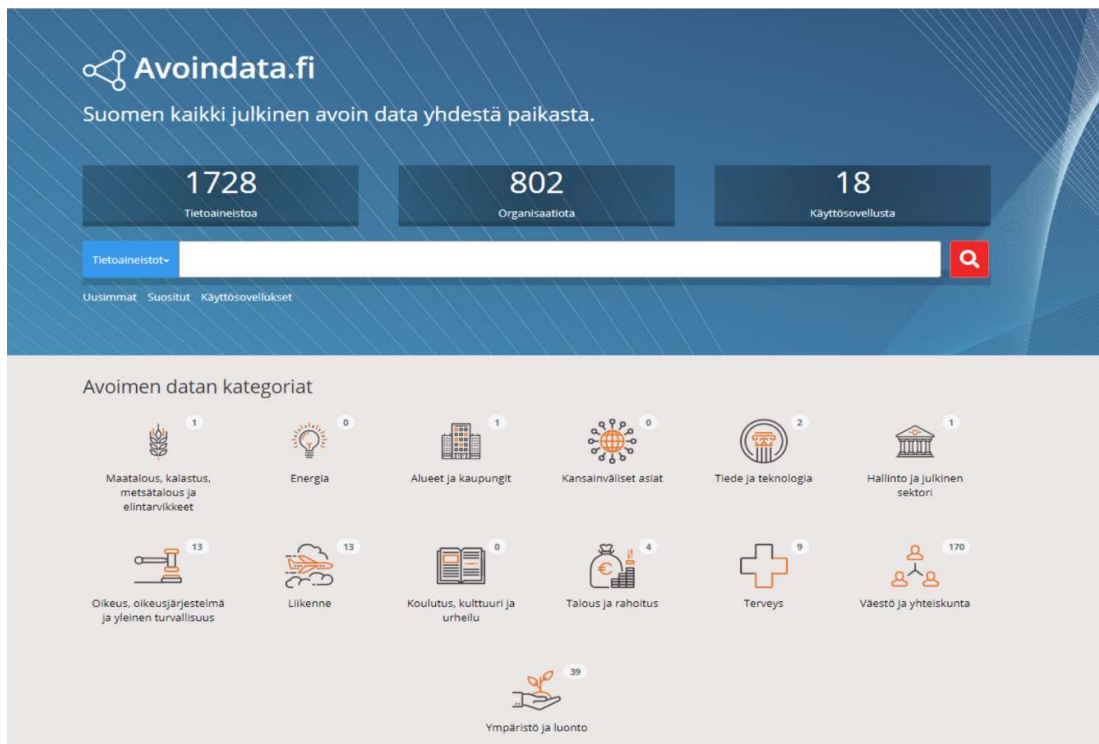 Avoindata.fi
Suomen kaikki julkinen avoin data yhdestä paikasta.
1728
Tietoaineistoa
802
Organisaatiota
18
Käyttösovellusta
Tietoaineistot
Uusimmat Suositut Käyttösovellukset
Avoimen datan kategoriat
1
Maatalous, kalastus,
metsätalous ja
elintarvikkeet
0
Energia
1
Alueet ja kaupungit
0
Kansainväliset asiat
2
Tiede ja teknologia
1
Hallinto ja julkinen
sektori
13
Oikeus, oikeusjärjestelmä
ja yleinen turvallisuus
13
Liikenne
0
Koulutus, kulttuuri ja
urheilu
4
Talous ja rahoitus
9
Terveys
170
Väestö ja yhteiskunta
39
Ympäristö ja luonto